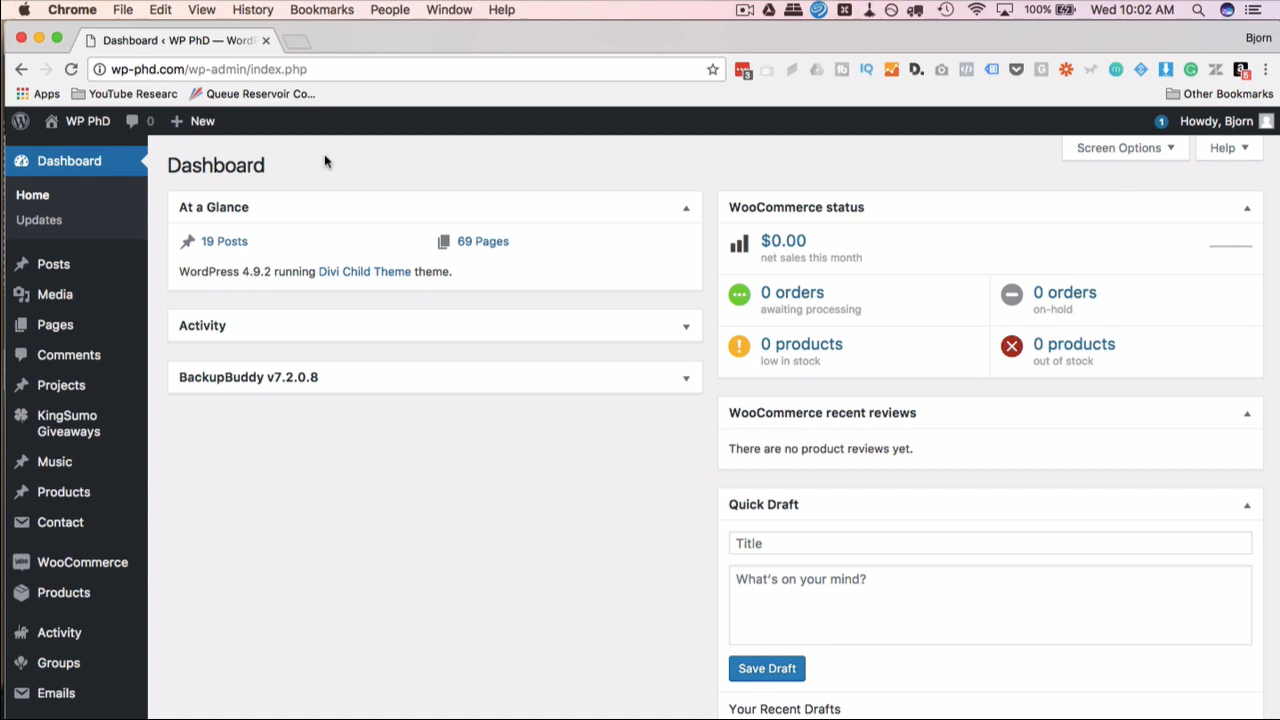 Chrome File Edit View History Bookmarks People Window Help 100% Wed 10:02 AM
Dashboard ‹ WP PhD — Word
Bjorn
wp-phd.com/wp-admin/index.php
Apps YouTube Researc Queue Reservoir Co... Other Bookmarks
WP PhD 0 New 1 Howdy, Bjorn
Screen Options Help
Dashboard
Home
Updates
Posts
Media
Pages
Comments
Projects
KingSumo
Giveaways
Music
Products
Contact
WooCommerce
Products
Activity
Groups
Emails
Dashboard
At a Glance
19 Posts 69 Pages
WordPress 4.9.2 running Divi Child Theme theme.
Activity
BackupBuddy v7.2.0.8
WooCommerce status
$0.00
net sales this month
0 orders
awaiting processing
0 orders
on-hold
0 products
low in stock
0 products
out of stock
WooCommerce recent reviews
There are no product reviews yet.
Quick Draft
Title
What's on your mind?
Save Draft
Your Recent Drafts